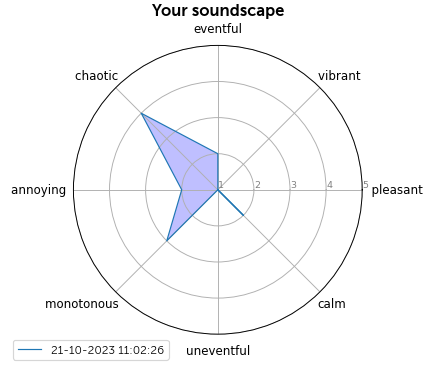 Your soundscape
eventful
chaotic
vibrant
annoying
1 2 3 4 5
pleasant
monotonous
calm
uneventful
21-10-2023 11:02:26